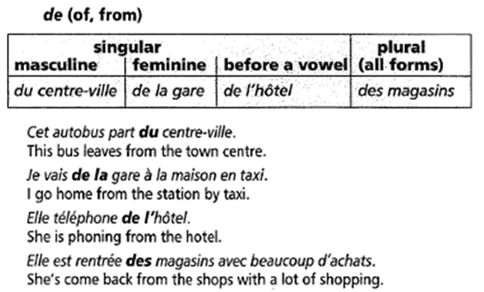 de (of, from)
singular plural
masculine feminine before a vowel (all forms)
du centre-ville de la gare de l'hôtel des magasins
Cet autobus part du centre-ville.
This bus leaves from the town centre.
Je vais de la gare à la maison en taxi.
I go home from the station by taxi.
Elle téléphone de l'hôtel.
She is phoning from the hotel.
Elle est rentrée des magasins avec beaucoup d'achats.
She's come back from the shops with a lot of shopping.